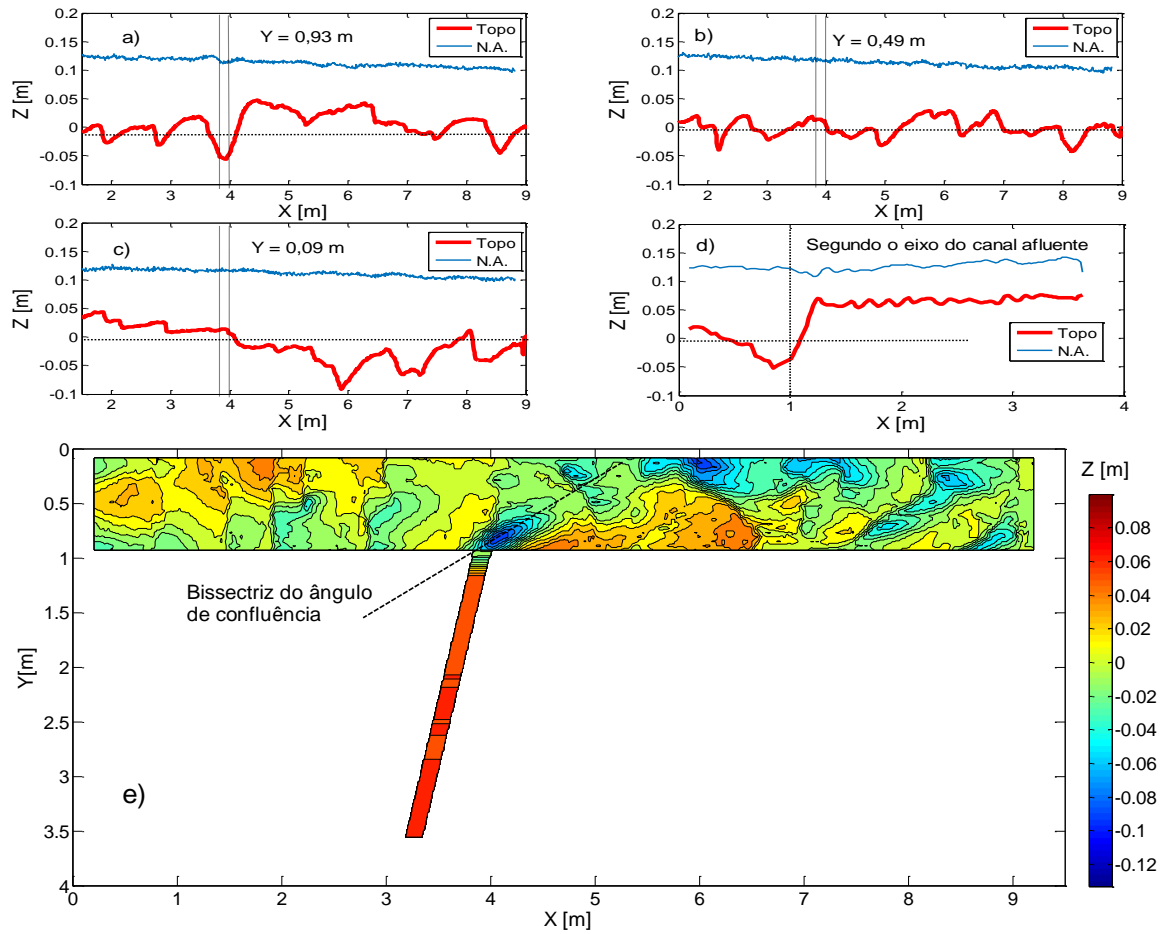 a)
Y = 0,93 m
Topo
N.A.
Z [m]
0.2
0.15
0.1
0.05
0
-0.05
-0.1
2 3 4 5 6 7 8 9
X [m]
b)
Y = 0,49 m
Topo
N.A.
Z [m]
0.2
0.15
0.1
0.05
0
-0.05
-0.1
2 3 4 5 6 7 8 9
X [m]
c)
Y = 0,09 m
Topo
N.A.
Z [m]
0.2
0.15
0.1
0.05
0
-0.05
-0.1
2 3 4 5 6 7 8 9
X [m]
d)
Segundo o eixo do canal afluente
Topo
N.A.
Z [m]
0.2
0.15
0.1
0.05
0
-0.05
-0.1
0 1 2 3 4
X [m]
e)
Bissectriz do ângulo
de confluência
Y[m]
0
0.5
1
1.5
2
2.5
3
3.5
4
0 1 2 3 4 5 6 7 8 9
X [m]
Z [m]
0.08
0.06
0.04
0.02
0
-0.02
-0.04
-0.06
-0.08
-0.1
-0.12